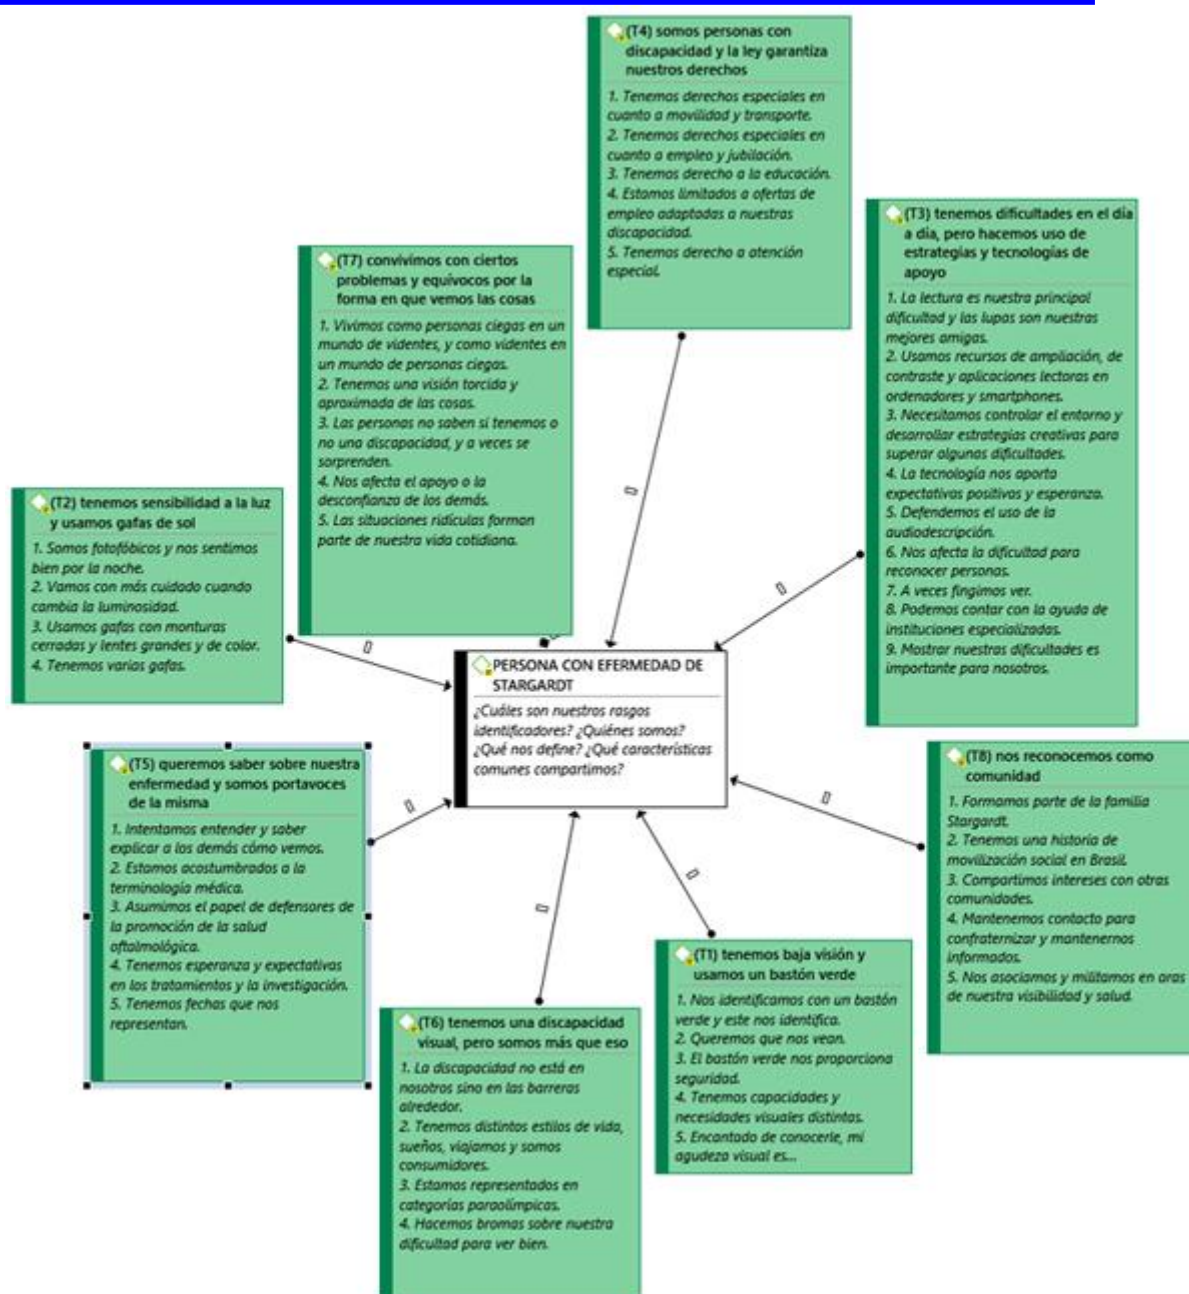 (T4) somos personas con
discapacidad y la ley garantiza
nuestros derechos
1. Tenemos derechos especiales en
cuanto a movilidad y transporte.
2. Tenemos derechos especiales en
cuanto a empleo y jubilación.
3. Tenemos derecho a la educación.
4. Estamos limitados a ofertas de
empleo adaptadas a nuestras
discapacidad.
5. Tenemos derecho a atención
especial.
(T3) tenemos dificultades en el día
a día, pero hacemos uso de
estrategias y tecnologías de
apoyo
1. La lectura es nuestra principal
dificultad y las lupas son nuestras
mejores amigas.
2. Usamos recursos de ampliación, de
contraste y aplicaciones lectoras en
ordenadores y smartphones.
3. Necesitamos controlar el entorno y
desarrollar estrategias creativas para
superar algunas dificultades.
4. La tecnología nos aporta
expectativas positivas y esperanza.
5. Defendemos el uso de la
audiodescripción.
6. Nos afecta la dificultad para
reconocer personas.
7. A veces fingimos ver.
8. Podemos contar con la ayuda de
instituciones especializadas.
9. Mostrar nuestras dificultades es
importante para nosotros.
(T7) convivimos con ciertos
problemas y equívocos por la
forma en que vemos las cosas
1. Vivimos como personas ciegas en un
mundo de videntes, y como videntes en
un mundo de personas ciegas.
2. Tenemos una visión torcida y
aproximada de las cosas.
3. Las personas no saben si tenemos o
no una discapacidad, y a veces se
sorprenden.
4. Nos afecta el apoyo o la
desconfianza de los demás.
5. Las situaciones ridículas forman
parte de nuestra vida cotidiana.
(T2) tenemos sensibilidad a la luz
y usamos gafas de sol
1. Somos fotofóbicos y nos sentimos
bien por la noche.
2. Vamos con más cuidado cuando
cambia la luminosidad.
3. Usamos gafas con monturas
cerradas y lentes grandes y de color.
4. Tenemos varias gafas.
PERSONA CON EFERMEDAD DE
STARGARDT
¿Cuáles son nuestros rasgos
identificadores? ¿Quiénes somos?
¿Qué nos define? ¿Qué características
comunes compartimos?
(T5) queremos saber sobre nuestra
enfermedad y somos portavoces
de la misma
1. Intentamos entender y saber
explicar a los demás cómo vemos.
2. Estamos acostumbrados a la
terminología médica.
3. Asumimos el papel de defensores de
la promoción de la salud
oftalmológica.
4. Tenemos esperanza y expectativas
en los tratamientos y la investigación.
5. Tenemos fechas que nos
representan.
(T8) nos reconocemos como
comunidad
1. Formamos parte de la familia
Stargardt.
2. Tenemos una historia de
movilización social en Brasil.
3. Compartimos intereses con otras
comunidades.
4. Mantenemos contacto para
confraternizar y mantenernos
informados.
5. Nos asociamos y militamos en aras
de nuestra visibilidad y salud.
(T1) tenemos baja visión y
usamos un bastón verde
1. Nos identificamos con un bastón
verde y este nos identifica.
2. Queremos que nos vean.
3. El bastón verde nos proporciona
seguridad.
4. Tenemos capacidades y
necesidades visuales distintas.
5. Encantado de conocerle, mi
agudeza visual es...
(T6) tenemos una discapacidad
visual, pero somos más que eso
1. La discapacidad no está en
nosotros sino en las barreras
alrededor.
2. Tenemos distintos estilos de vida,
sueños, viajamos y somos
consumidores.
3. Estamos representados en
categorías paraolímpicas.
4. Hacemos bromas sobre nuestra
dificultad para ver bien.